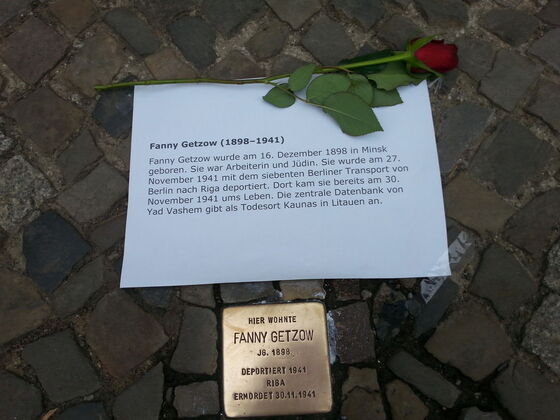 Fanny Getzow (1898–1941)
Fanny Getzow wurde am 16. Dezember 1898 in Minsk
geboren. Sie war Arbeiterin und Jüdin. Sie wurde am 27.
November 1941 mit dem siebenten Berliner Transport von
Berlin nach Riga deportiert. Dort kam sie bereits am 30.
November 1941 ums Leben. Die zentrale Datenbank von
Yad Vashem gibt als Todesort Kaunas in Litauen an.
HIER WOHNTE
FANNY GETZOW
JG. 1898
DEPORTIERT 1941
RIGA
ERMORDET 30.11.1941